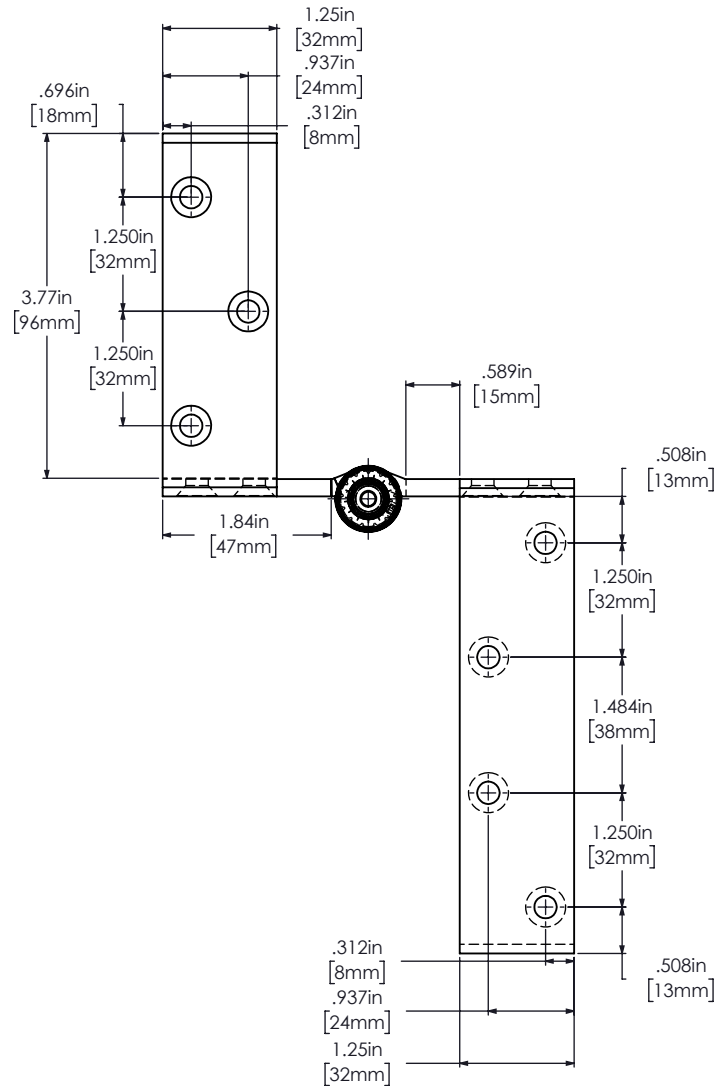 1.25in
[32mm]
.937in
[24mm]
.696in
[18mm]
.312in
[8mm]
1.250in
[32mm]
3.77in
[96mm]
1.250in
[32mm]
.589in
[15mm]
.508in
[13mm]
1.84in
[47mm]
1.250in
[32mm]
1.484in
[38mm]
1.250in
[32mm]
.312in
[8mm]
.508in
[13mm]
.937in
[24mm]
1.25in
[32mm]